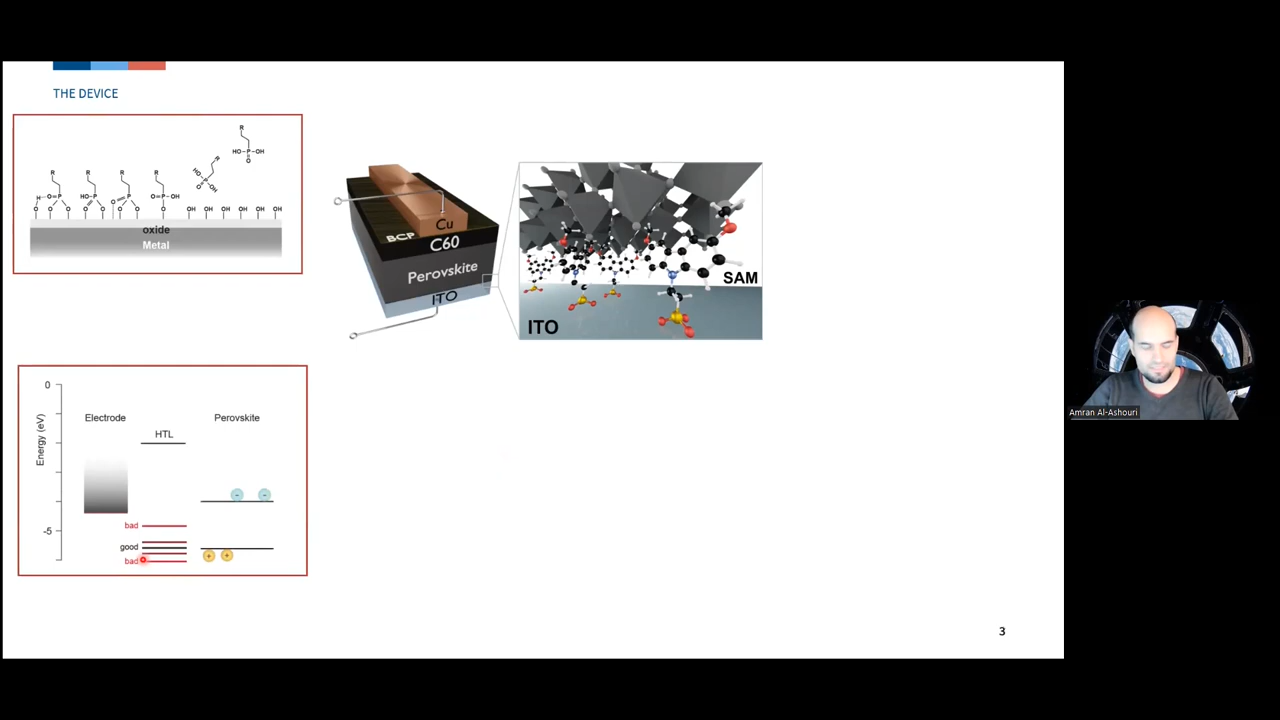 THE DEVICE
R
HO-P-OH
O
R
HO
P
O
OH
R
R
R
R
H
O=P
HO=P
O
P
O=P-OH
O
O
O
O
O
O
O
OH OH OH OH OH OH
oxide
Metal
Cu
BCP
C60
Perovskite
ITO
SAM
ITO
0
Electrode
Perovskite
HTL
Energy (eV)
-
-
-5
bad
good
bad
+
+
Amran Al-Ashouri
3